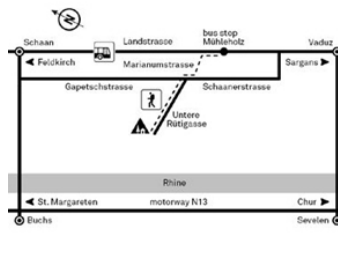 bus stop
Schaan Landstrasse Mühleholz Vaduz
Feldkirch Marianumstrasse Sargans
Gapetschstrasse Schaanerstrasse
Untere
Rütigasse
Rhine
St. Margareten motorway N13 Chur
Buchs Sevelen